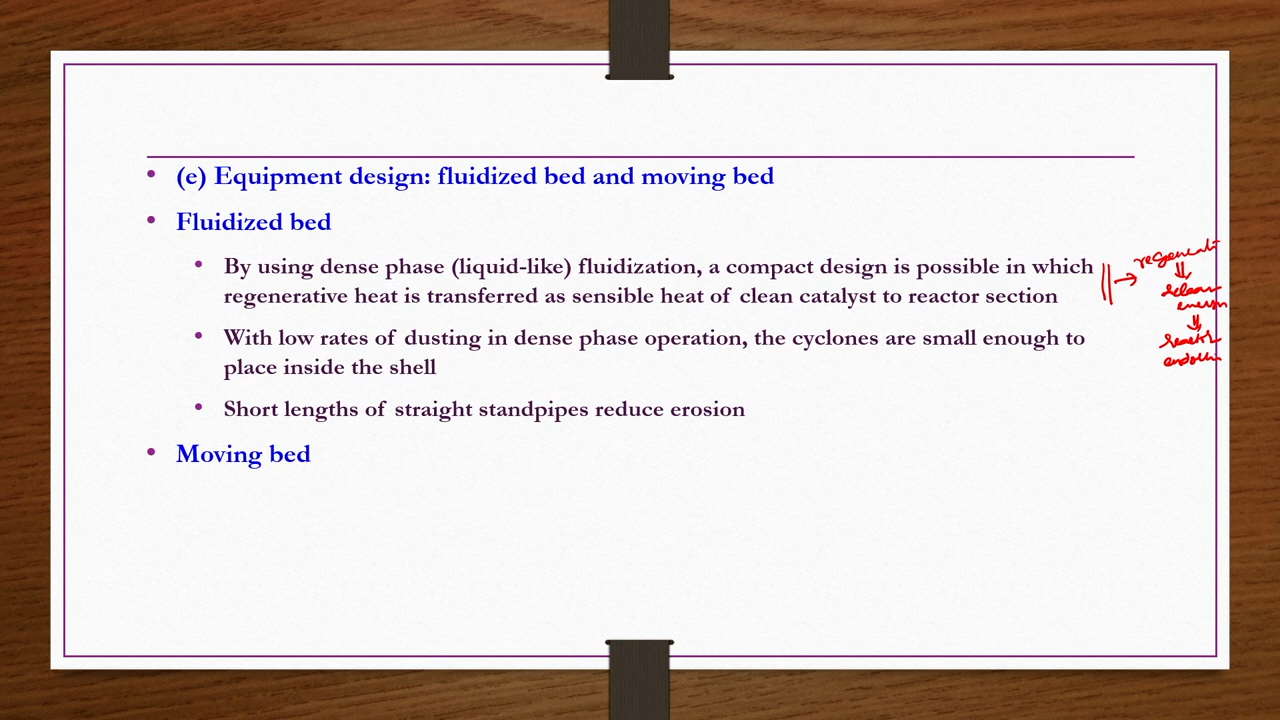 (e) Equipment design: fluidized bed and moving bed
Fluidized bed
By using dense phase (liquid-like) fluidization, a compact design is possible in which
regenerative heat is transferred as sensible heat of clean catalyst to reactor section
With low rates of dusting in dense phase operation, the cyclones are small enough to
place inside the shell
Short lengths of straight standpipes reduce erosion
Moving bed